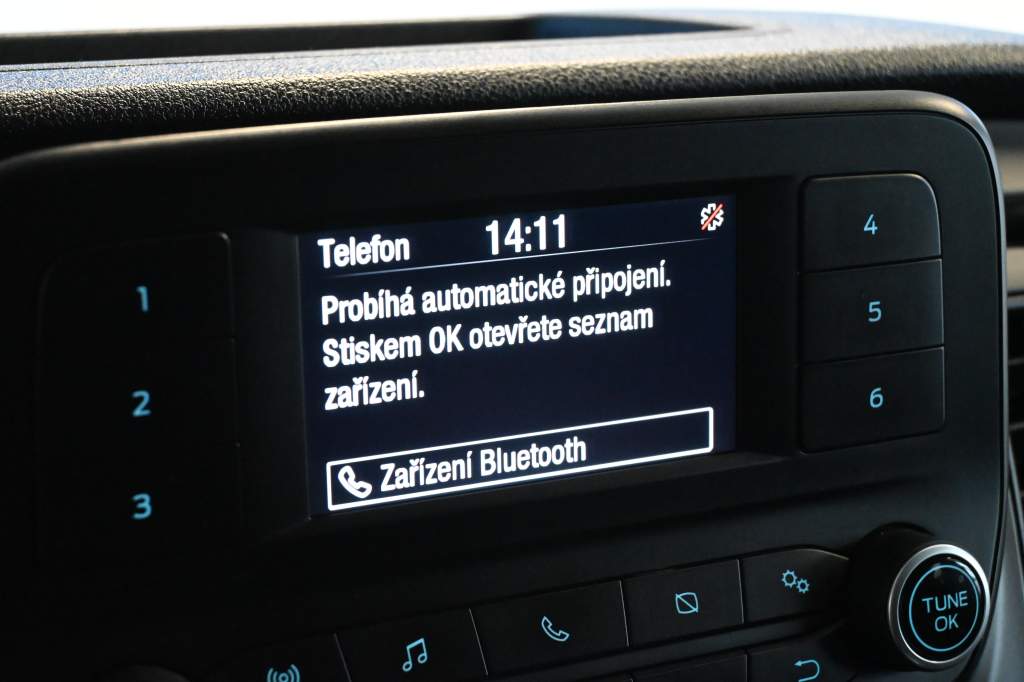 Telefon 14:11
Probíhá automatické připojení.
Stiskem OK otevřete seznam
zařízení.
Zařízení Bluetooth
1
2
3
4
5
6
TUNE
OK